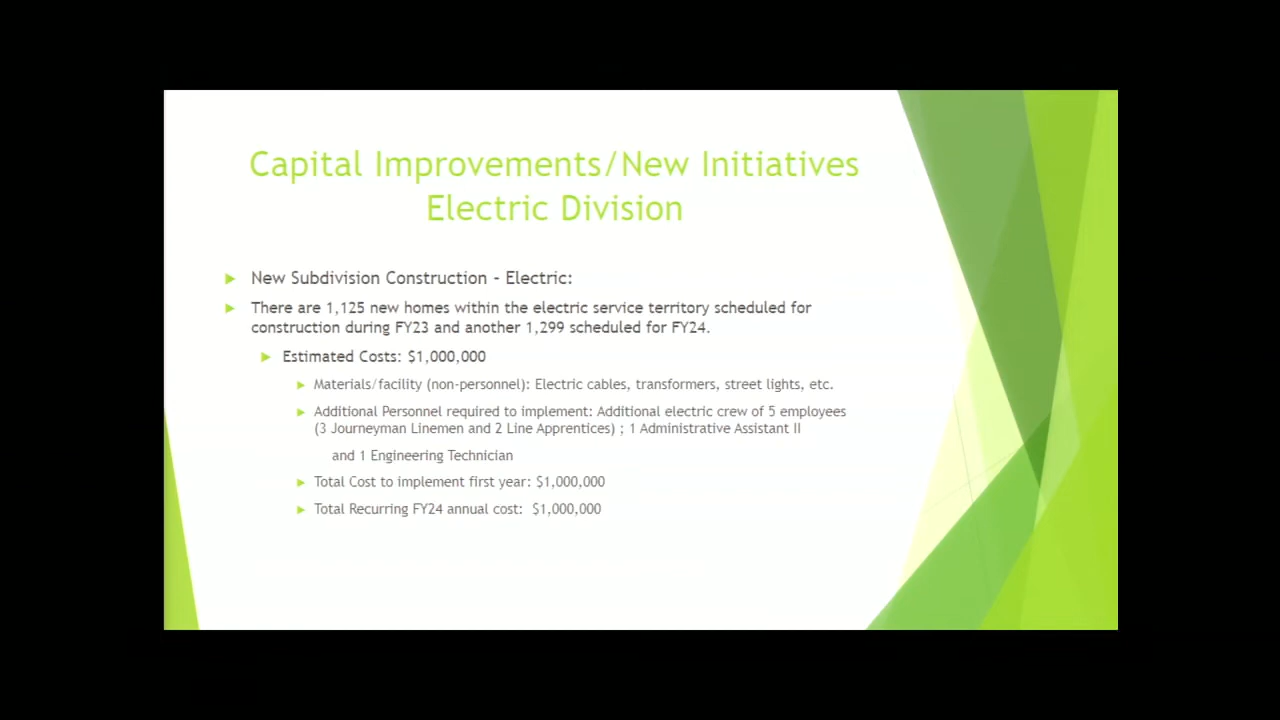 Capital Improvements/New Initiatives
Electric Division
New Subdivision Construction - Electric:
There are 1,125 new homes within the electric service territory scheduled for
construction during FY23 and another 1,299 scheduled for FY24.
Estimated Costs: $1,000,000
Materials/facility (non-personnel): Electric cables, transformers, street lights, etc.
Additional Personnel required to implement: Additional electric crew of 5 employees
(3 Journeyman Linemen and 2 Line Apprentices) ; 1 Administrative Assistant II
and 1 Engineering Technician
Total Cost to implement first year: $1,000,000
Total Recurring FY24 annual cost: $1,000,000